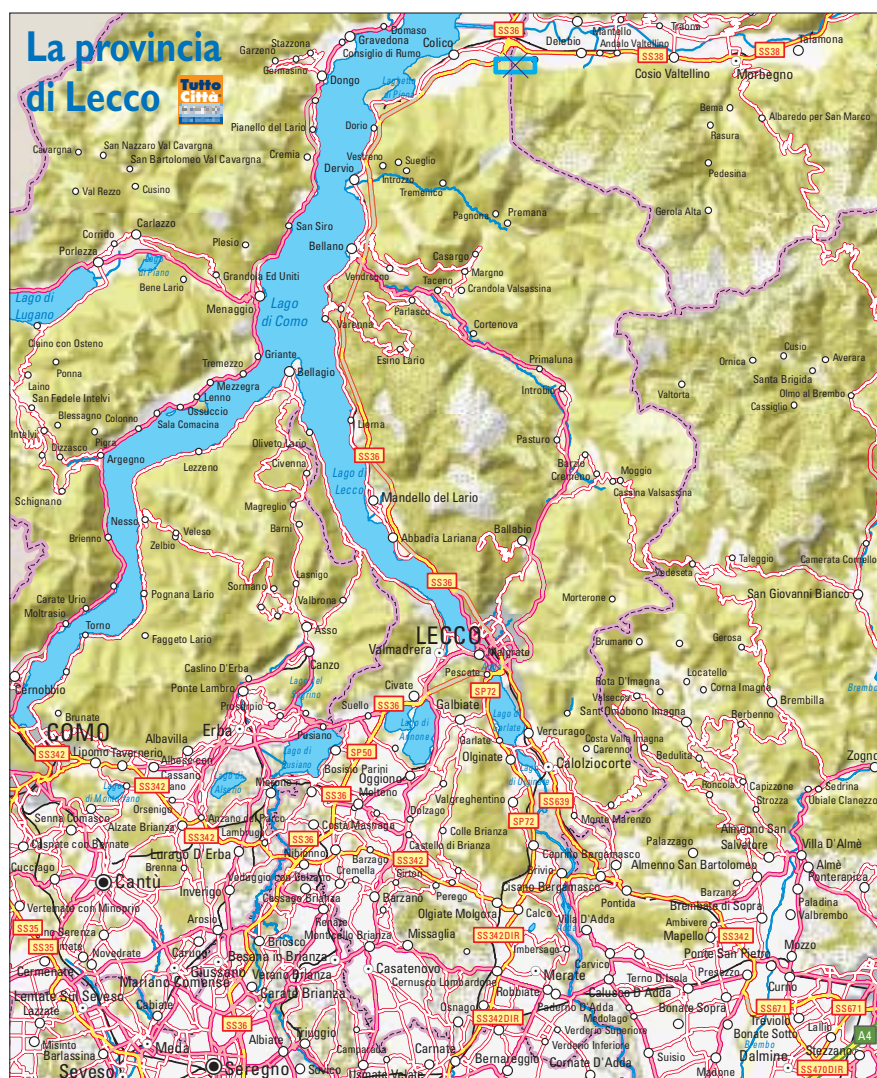 La provincia
di Lecco
Tutto
Città
Domaso
Gravedona
Stazzona
Garzeno
Germasino
Consiglio di Rumo
Colico
SS36
Delebio
Mantello
Traona
Andalo Valtellino
SS38
SS38
Talamona
Cosio Valtellino
Morbegno
Dongo
Pianello del Lario
Dorio
Bema
Rasura
Albaredo per San Marco
Cavargna
San Nazzaro Val Cavargna
San Bartolomeo Val Cavargna
Cremia
Vestreno
Sueglio
Introzzo
Tremenico
Dervio
Pedesina
Val Rezzo
Cusino
Pagnona
Premana
Gerola Alta
San Siro
Corrido
Carlazzo
Plesio
Bellano
Porlezza
Lago
di Piano
Bene Lario
Grandola Ed Uniti
Casargo
Margno
Vendrogno
Taceno
Crandola Valsassina
Parlasco
Lago di
Lugano
Menaggio
Lago
di Como
Varenna
Cortenova
Claino con Osteno
Ponna
Laino
San Fedele Intelvi
Blessagno
Colonno
Intelvi
Dizzasco
Pigra
Argegno
Schignano
Griante
Tremezzo
Mezzegra
Lenno
Ossuccio
Sala Comacina
Bellagio
Esino Lario
Primaluna
Introbio
Ornica
Cusio
Averara
Santa Brigida
Olmo al Brembo
Cassiglio
Valtorta
Lierna
SS36
Pasturo
Barzio
Cremeno
Moggio
Cassina Valsassina
Oliveto Lario
Lezzeno
Civenna
Lago di
Lecco
Mandello del Lario
Magreglio
Barni
Nesso
Brienno
Veleso
Zelbio
Abbadia Lariana
Ballabio
Taleggio
Vedeseta
Camerata Cornello
San Giovanni Bianco
SS36
Lasnigo
Sormano
Valbrona
Carate Urio
Moltrasio
Pognana Lario
Torno
Faggeto Lario
Asso
Morterone
LECCO
Valmadrera
Malgrate
Brumano
Gerosa
Canzo
Caslino D'Erba
Ponte Lambro
Cernobbio
Pescate
SP72
Civate
Galbiate
Rota D'Imagna
Valsecca
Locatello
Corna Imagna
Brembilla
Sant'Omobono Imagna
Berbenno
Brunate
COMO
Albavilla
Erba
Proserpio
Suello
SS36
Pusiano
Lago di
Annone
Lago di
Garlate
Garlate
Olginate
Vercurago
Costa Valle Imagna
Carenno
Bedulita
Calolziocorte
Zogno
SS342
Lipomo
Tavernerio
Albese con
Cassano
SP50
Bosisio Parini
Oggiono
Lago di
Pusiano
Lago di
Alserio
Merone
SS342
Orsenigo
SS36
Molteno
Dolzago
Valgreghentino
SS639
SP72
Roncola
Capizzone
Strozza
Sedrina
Ubiale Clanezzo
Senna Comasco
Alzate Brianza
Anzano del Parco
Lambrugo
SS342
SS36
Costa Masnaga
Colle Brianza
Castello di Brianza
Monte Marenzo
Palazzago
Almenno San
Salvatore
Villa D'Almè
Casnate con Bernate
Lurago D'Erba
Nibionno
Barzago
SS342
Brivio
Caprino Bergamasco
Almenno San Bartolomeo
Almè
Ponteranica
Cucciago
Cantù
Brenna
Inverigo
Veduggio con Colzano
Cremella
Sirtori
Cassago Brianza
Barzanò
Perego
Cisano Bergamasco
Pontida
Barzana
Brembate di Sopra
Paladina
Valbrembo
Vertemate con Minoprio
Arosio
Renate
Monticello Brianza
Olgiate Molgora
Calco
Villa D'Adda
Ambivere
Mapello
SS342
Mozzo
SS35
SS35
Novedrate
Carugo
Giussano
Briosco
Besana in Brianza
Missaglia
SS342DIR
Imbersago
Carvico
Ponte San Pietro
Cermenate
Mariano Comense
Verano Brianza
Casatenovo
Cernusco Lombardone
Merate
Terno D'Isola
Presezzo
Curno
Lentate Sul Seveso
Lazzate
Cabiate
Carate Brianza
Osnago
Robbiate
Paderno D'Adda
Calusco D'Adda
Bonate Sopra
SS671
SS671
Treviolo
SS36
Triuggio
SS342DIR
Medolago
Verderio Superiore
Verderio Inferiore
Bonate Sotto
Lallio
A4
Misinto
Barlassina
Meda
Albiate
Camparada
Carnate
Bernareggio
Cornate D'Adda
Suisio
Madone
Brembo
Dalmine
Stezzano
Seveso
Seregno
Sovico
Usmate Velate
SS470DIR